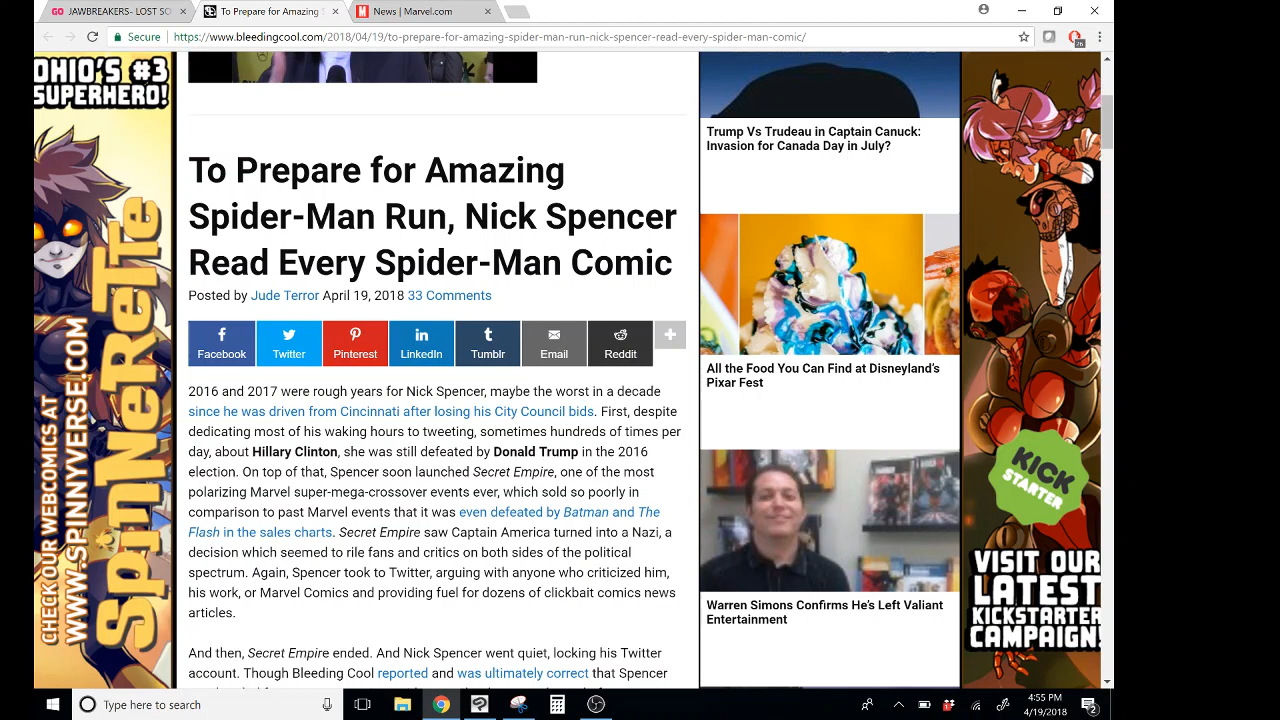 JAWBREAKERS- LOST SO
To Prepare for Amazing S
News | Marvel.com
Secure
https://www.bleedingcool.com/2018/04/19/to-prepare-for-amazing-spider-man-run-nick-spencer-read-every-spider-man-comic/
OHIO'S #3
SUPERHERO!
CHECK OUR WEBCOMICS AT
WWW.SPINNYVERSE.COM
SPiNNeReTTe
To Prepare for Amazing
Spider-Man Run, Nick Spencer
Read Every Spider-Man Comic
Posted by Jude Terror April 19, 2018 33 Comments
Facebook
Twitter
Pinterest
LinkedIn
Tumblr
Email
Reddit
2016 and 2017 were rough years for Nick Spencer, maybe the worst in a decade
since he was driven from Cincinnati after losing his City Council bids. First, despite
dedicating most of his waking hours to tweeting, sometimes hundreds of times per
day, about Hillary Clinton, she was still defeated by Donald Trump in the 2016
election. On top of that, Spencer soon launched Secret Empire, one of the most
polarizing Marvel super-mega-crossover events ever, which sold so poorly in
comparison to past Marvel events that it was even defeated by Batman and The
Flash in the sales charts. Secret Empire saw Captain America turned into a Nazi, a
decision which seemed to rile fans and critics on both sides of the political
spectrum. Again, Spencer took to Twitter, arguing with anyone who criticized him,
his work, or Marvel Comics and providing fuel for dozens of clickbait comics news
articles.
And then, Secret Empire ended. And Nick Spencer went quiet, locking his Twitter
account. Though Bleeding Cool reported and was ultimately correct that Spencer
Trump Vs Trudeau in Captain Canuck:
Invasion for Canada Day in July?
All the Food You Can Find at Disneyland's
Pixar Fest
Warren Simons Confirms He's Left Valiant
Entertainment
KICK
STARTER
VISIT OUR
LATEST
KICKSTARTER
CAMPAIGN!
Type here to search
4:55 PM
4/19/2018